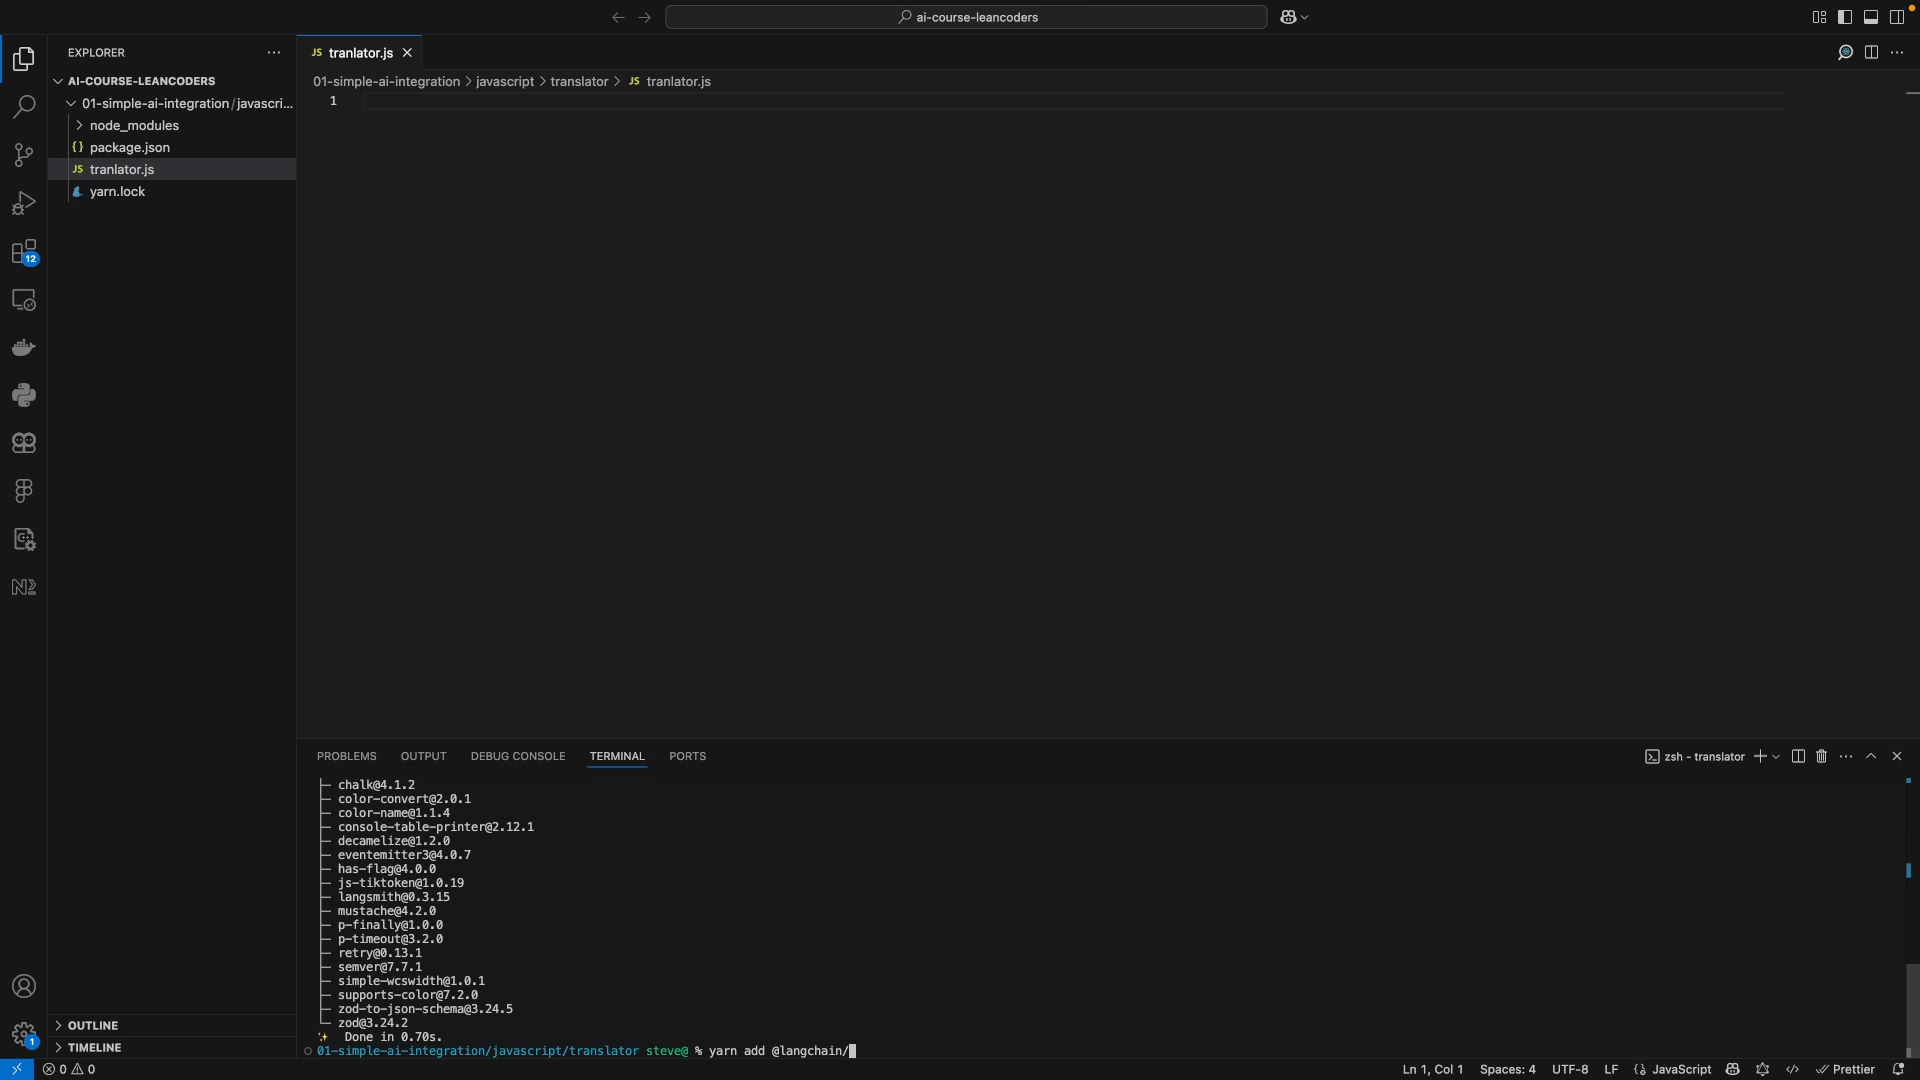 ai-course-leancoders
EXPLORER
AI-COURSE-LEANCODERS
01-simple-ai-integration/javascri...
node_modules
package.json
JS tranlator.js
yarn.lock
12
1
OUTLINE
TIMELINE
JS tranlator.js
01-simple-ai-integration > javascript > translator > JS tranlator.js
1
PROBLEMS OUTPUT DEBUG CONSOLE TERMINAL PORTS
zsh - translator
├─ chalk@4.1.2
├─ color-convert@2.0.1
├─ color-name@1.1.4
├─ console-table-printer@2.12.1
├─ decamelize@1.2.0
├─ eventemitter3@4.0.7
├─ has-flag@4.0.0
├─ js-tiktoken@1.0.19
├─ langsmith@0.3.15
├─ mustache@4.2.0
├─ p-finally@1.0.0
├─ p-timeout@3.2.0
├─ retry@0.13.1
├─ semver@7.7.1
├─ simple-wcswidth@1.0.1
├─ supports-color@7.2.0
├─ zod-to-json-schema@3.24.5
└─ zod@3.24.2
✨ Done in 0.70s.
01-simple-ai-integration/javascript/translator steve@ % yarn add @langchain/
0 0
Ln 1, Col 1 Spaces: 4 UTF-8 LF {} JavaScript Prettier